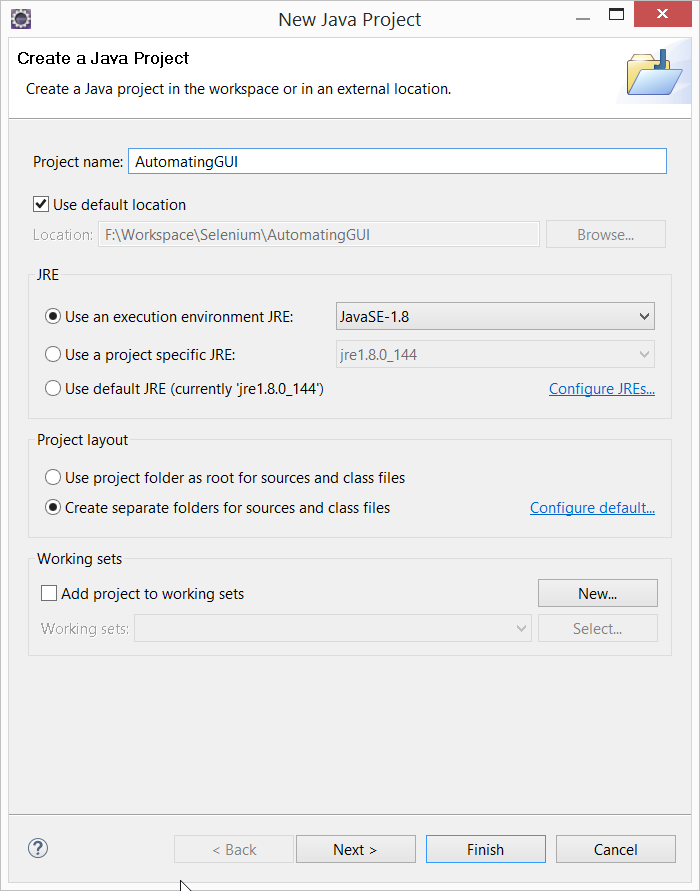 New Java Project
Create a Java Project
Create a Java project in the workspace or in an external location.
Project name: AutomatingGUI
Use default location
Location: F:\Workspace\Selenium\AutomatingGUI Browse...
JRE
Use an execution environment JRE: JavaSE-1.8
Use a project specific JRE: jre1.8.0_144
Use default JRE (currently 'jre1.8.0_144') Configure JREs...
Project layout
Use project folder as root for sources and class files
Create separate folders for sources and class files Configure default...
Working sets
Add project to working sets New...
Working sets: Select...
? < Back Next > Finish Cancel